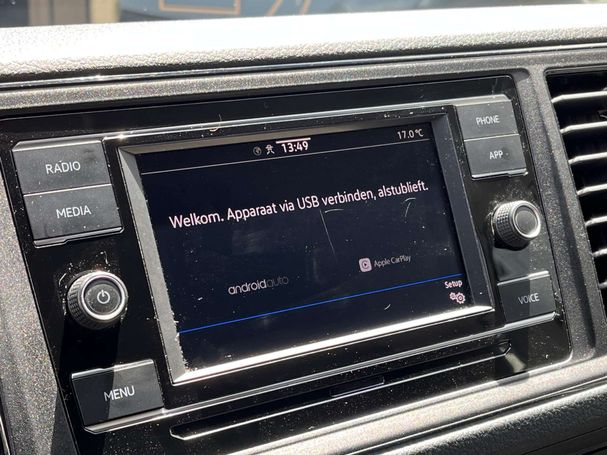 RADIO
MEDIA
MENU
13:49
17.0 °C
Welkom. Apparaat via USB verbinden, alstublieft.
androidauto
Apple CarPlay
Setup
PHONE
APP
VOICE